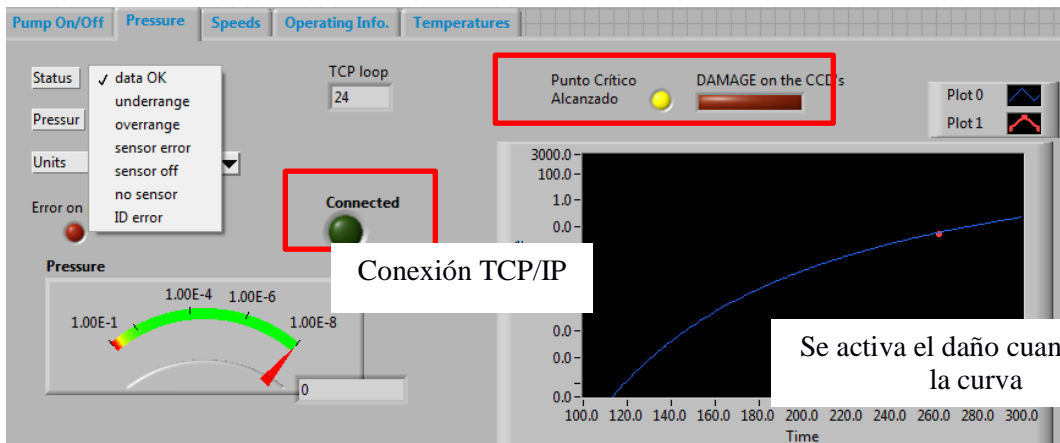 Pump On/Off Pressure Speeds Operating Info. Temperatures
Status
✓ data OK
underrange
overrange
sensor error
sensor off
no sensor
ID error
Pressur
Units
Error on
TCP loop
24
Connected
Conexión TCP/IP
Pressure
1.00E-1
1.00E-4
1.00E-6
1.00E-8
0
Punto Crítico
Alcanzado
DAMAGE on the CCD's
Plot 0
Plot 1
3000.0
100.0
1.0
0.0
0.0
0.0
0.0
Se activa el daño cuan
la curva
100.0 120.0 140.0 160.0 180.0 200.0 220.0 240.0 260.0 280.0 300.0
Time